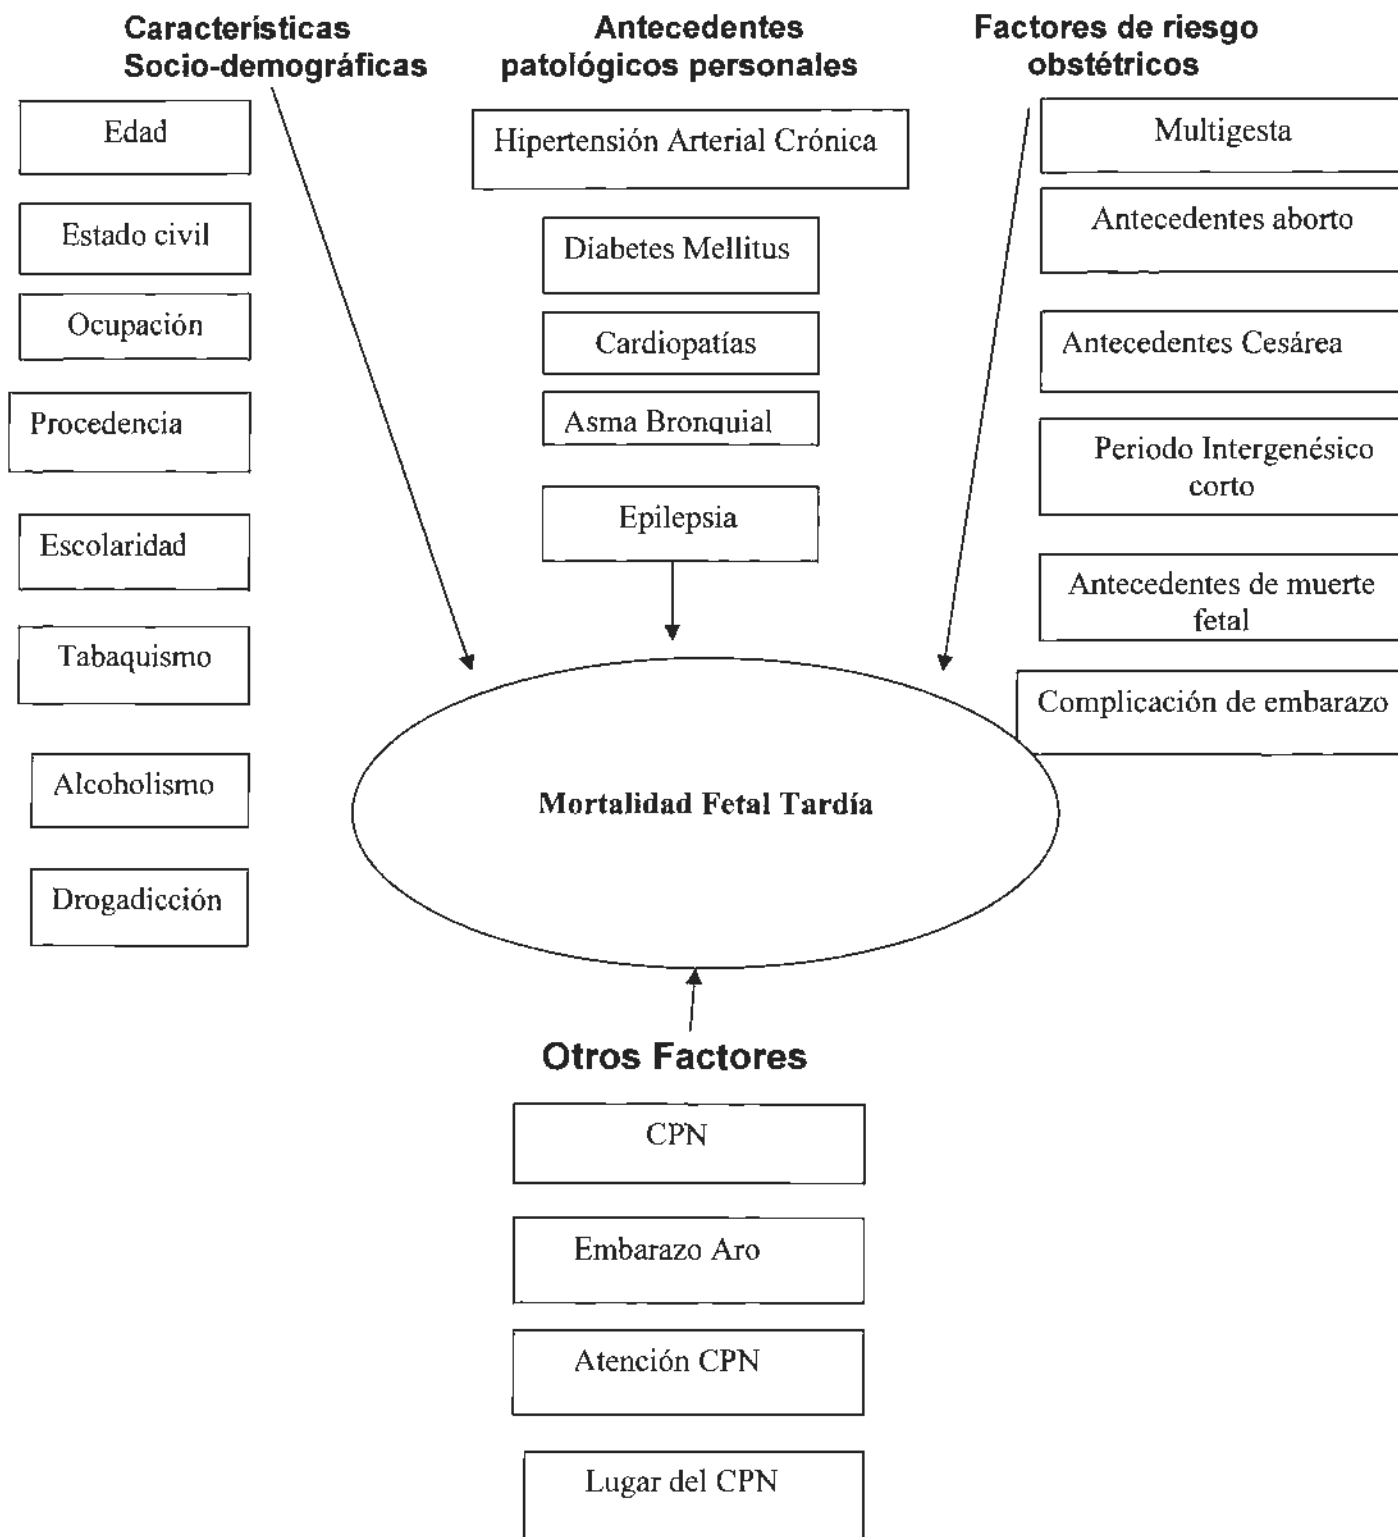 Características
Socio-demográficas
Edad
Estado civil
Ocupación
Procedencia
Escolaridad
Tabaquismo
Alcoholismo
Drogadicción
Antecedentes
patológicos personales
Hipertensión Arterial Crónica
Diabetes Mellitus
Cardiopatías
Asma Bronquial
Epilepsia
Factores de riesgo
obstétricos
Multigesta
Antecedentes aborto
Antecedentes Cesárea
Periodo Intergenésico
corto
Antecedentes de muerte
fetal
Complicación de embarazo
Mortalidad Fetal Tardía
Otros Factores
CPN
Embarazo Aro
Atención CPN
Lugar del CPN